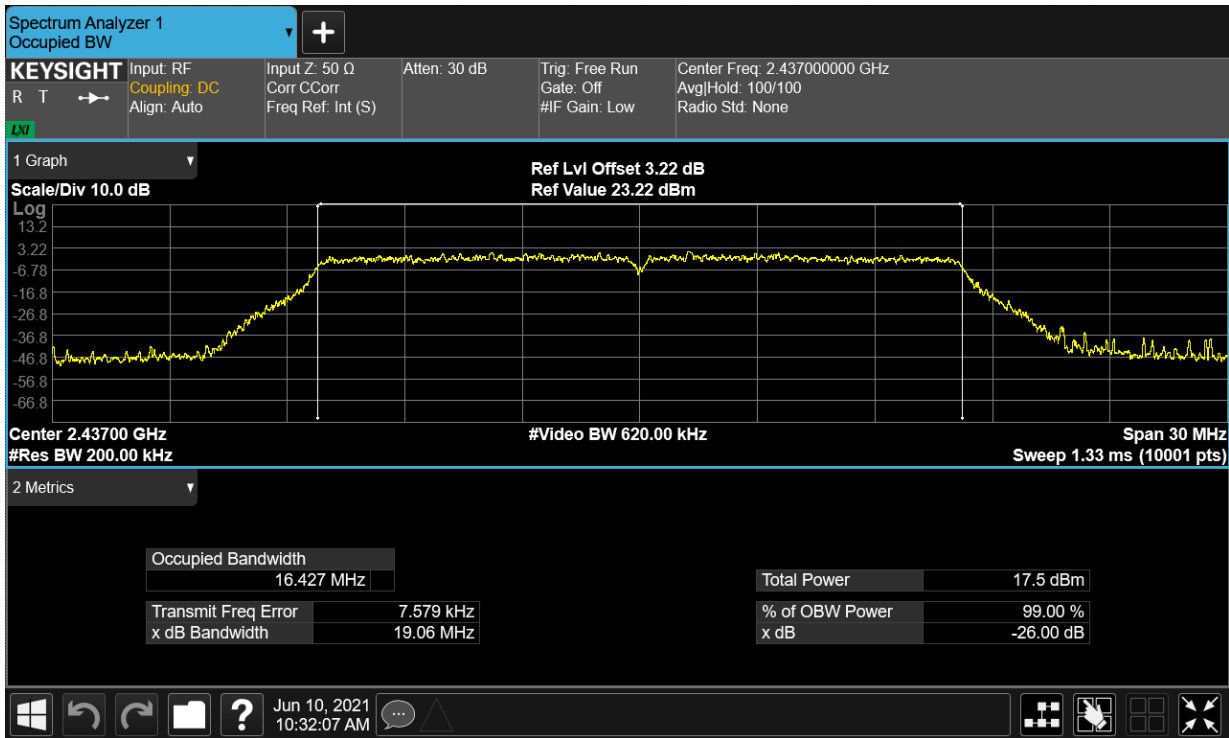 Spectrum Analyzer 1
Occupied BW
KEYSIGHT Input: RF Input Z: 50 Ω Atten: 30 dB Trig: Free Run Center Freq: 2.437000000 GHz
R T Coupling: DC Corr CCorr Gate: Off Avg|Hold: 100/100
Align: Auto Freq Ref: Int (S) #IF Gain: Low Radio Std: None
LXI
1 Graph
Ref Lvl Offset 3.22 dB
Scale/Div 10.0 dB Ref Value 23.22 dBm
Log
13.2
3.22
-6.78
-16.8
-26.8
-36.8
-46.8
-56.8
-66.8
Center 2.43700 GHz #Video BW 620.00 kHz Span 30 MHz
#Res BW 200.00 kHz Sweep 1.33 ms (10001 pts)
2 Metrics
Occupied Bandwidth
16.427 MHz Total Power 17.5 dBm
Transmit Freq Error 7.579 kHz % of OBW Power 99.00 %
x dB Bandwidth 19.06 MHz x dB -26.00 dB
Jun 10, 2021
10:32:07 AM